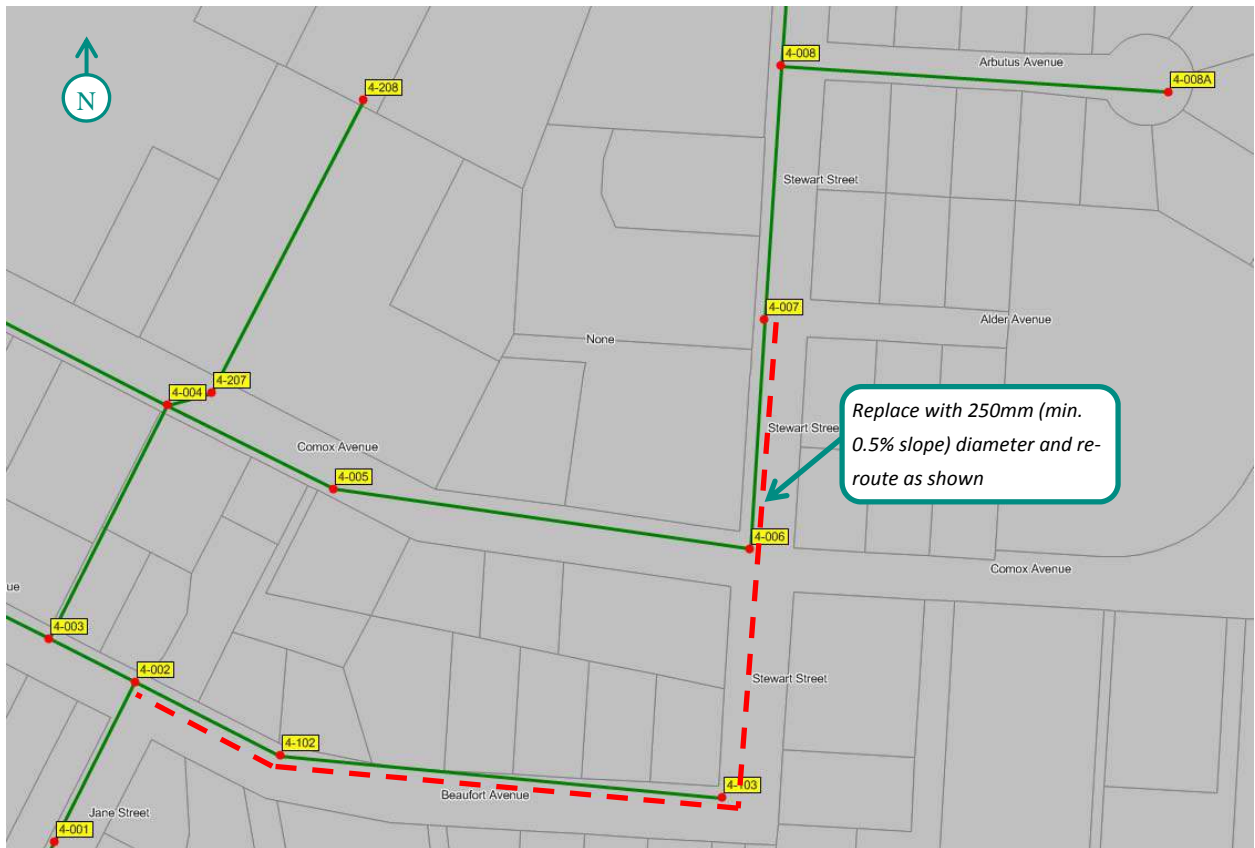 4-008
Arbutus Avenue
4-008A
4-208
N
Stewart Street
4-007
Alder Avenue
None
4-207
4-004
Replace with 250mm (min.
0.5% slope) diameter and re-
route as shown
Stewart Street
Comox Avenue
4-005
4-006
Comox Avenue
ue
4-003
4-002
Stewart Street
4-102
4-103
Beaufort Avenue
Jane Street
4-001